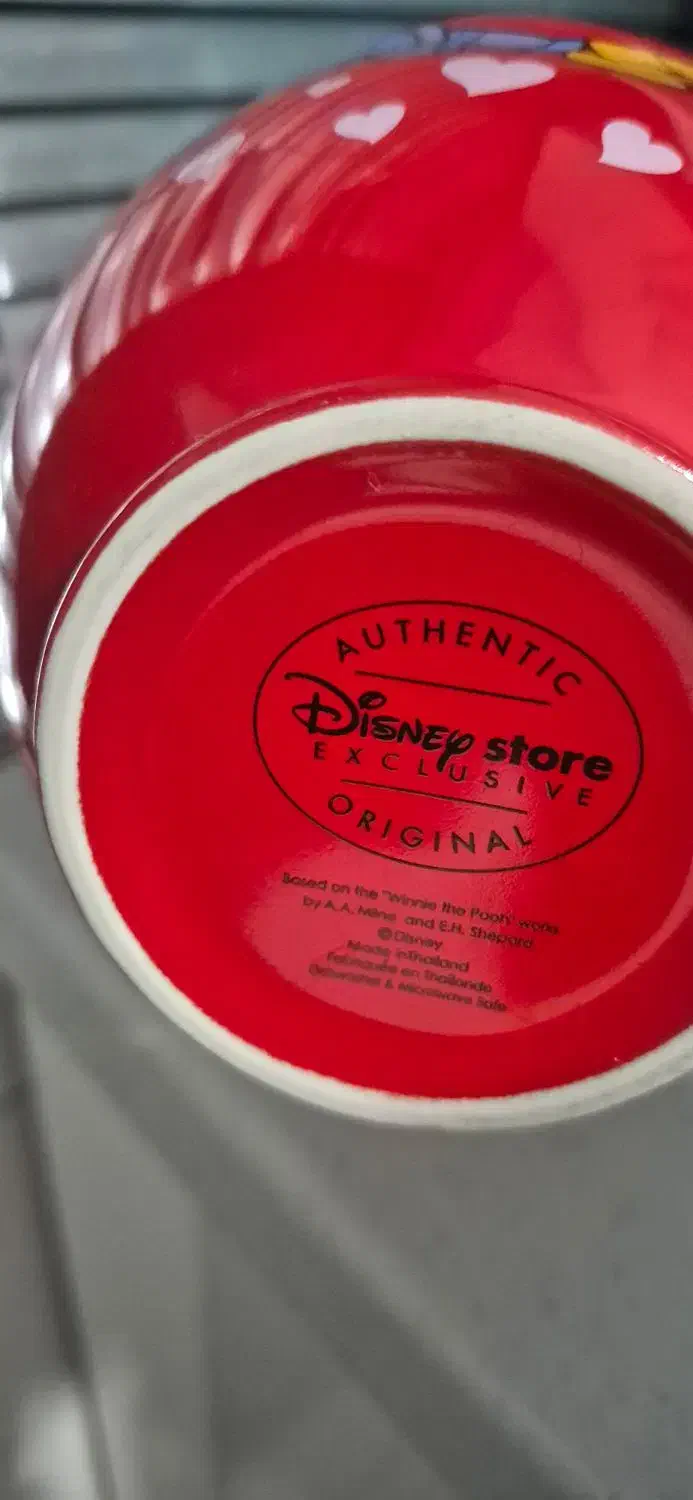 AUTHENTIC
Disney store
EXCLUSIVE
ORIGINAL
Based on the "Winnie the Pooh" works
by A.A. Milne and E.H. Shepard
©Disney
Made in Thailand
Fabriquée en Thaïlande
Dishwasher & Microwave Safe